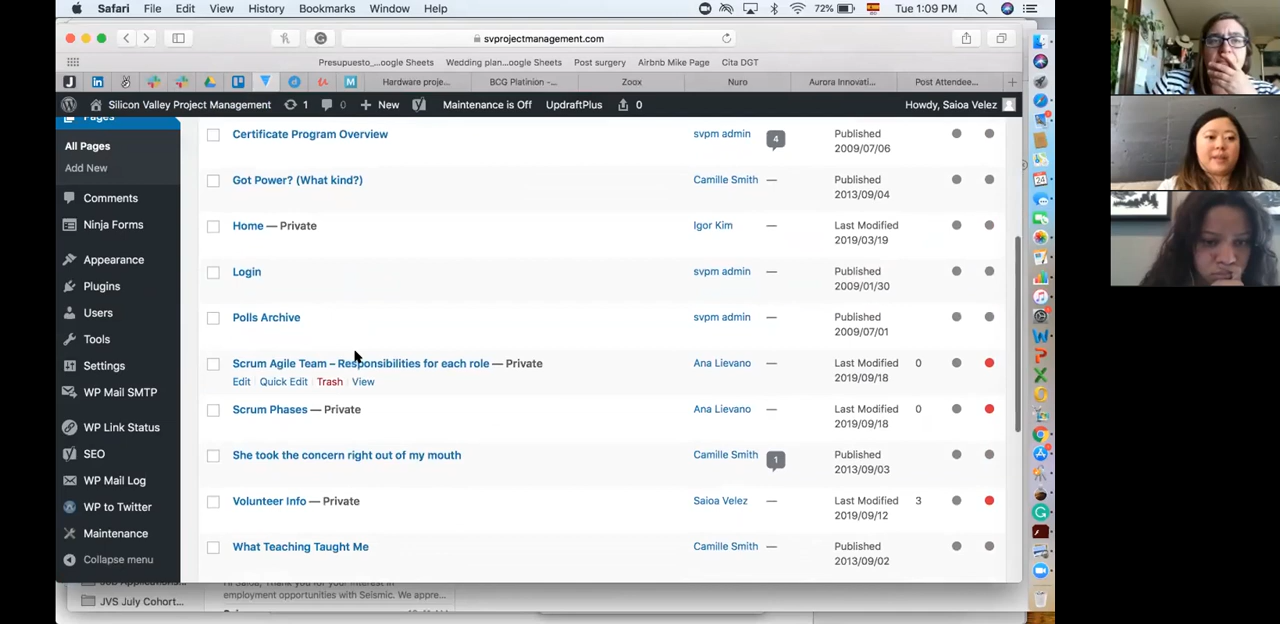 Safari File Edit View History Bookmarks Window Help 72% Tue 1:09 PM
svprojectmanagement.com
Presupuesto_...oogle Sheets Wedding plan...oogle Sheets Post surgery Airbnb Mike Page Cita DGT
Hardware proje... BCG Platinion -... Zoox Nuro Aurora Innovati... Post Attendee...
Silicon Valley Project Management 1 New Maintenance is Off UpdraftPlus 0 Howdy, Saioa Velez
Pages
All Pages
Add New
Comments
Ninja Forms
Appearance
Plugins
Users
Tools
Settings
WP Mail SMTP
WP Link Status
SEO
WP Mail Log
WP to Twitter
Maintenance
Collapse menu
Certificate Program Overview svpm admin 4 Published
2009/07/06
Got Power? (What kind?) Camille Smith — Published
2013/09/04
Home — Private Igor Kim — Last Modified
2019/03/19
Login svpm admin — Published
2009/01/30
Polls Archive svpm admin — Published
2009/07/01
Scrum Agile Team – Responsibilities for each role — Private Ana Lievano — Last Modified 0
Edit | Quick Edit | Trash | View 2019/09/18
Scrum Phases — Private Ana Lievano — Last Modified 0
2019/09/18
She took the concern right out of my mouth Camille Smith 1 Published
2013/09/03
Volunteer Info — Private Saioa Velez — Last Modified 3
2019/09/12
What Teaching Taught Me Camille Smith — Published
2013/09/02
employment opportunities with Seismic. We appre...
JVS July Cohort...